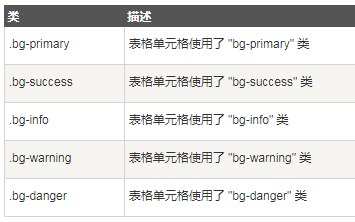 类 描述
.bg-primary 表格单元格使用了 "bg-primary" 类
.bg-success 表格单元格使用了 "bg-success" 类
.bg-info 表格单元格使用了 "bg-info" 类
.bg-warning 表格单元格使用了 "bg-warning" 类
.bg-danger 表格单元格使用了 "bg-danger" 类